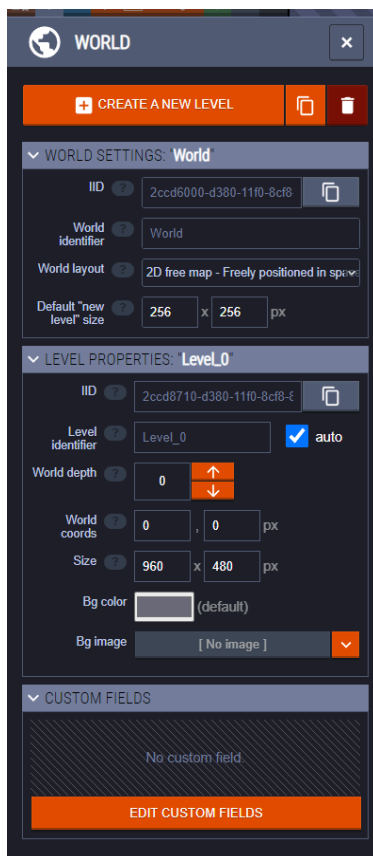 WORLD
CREATE A NEW LEVEL
WORLD SETTINGS: "World"
IID ? 2ccd6000-d380-11f0-8cf8
World identifier ? World
World layout ? 2D free map - Freely positioned in space
Default "new level" size ? 256 x 256 px
LEVEL PROPERTIES: "Level_0"
IID ? 2ccd8710-d380-11f0-8cf8-8
Level identifier ? Level_0 auto
World depth ? 0
World coords ? 0 , 0 px
Size ? 960 x 480 px
Bg color (default)
Bg image [ No image ]
CUSTOM FIELDS
No custom field.
EDIT CUSTOM FIELDS